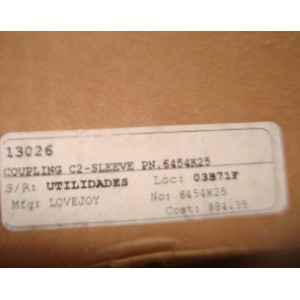 13026
COUPLING C2-SLEEVE PN.6454K25
S/R: UTILIDADES Loc: 03B71F
Mfg: LOVEJOY No: 6454K25
Cost: $94.35